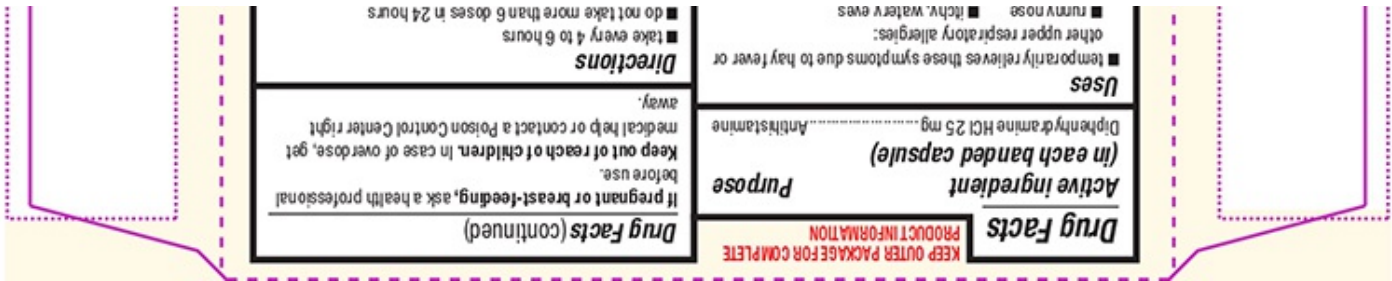 Drug Facts
KEEP OUTER PACKAGE FOR COMPLETE
PRODUCT INFORMATION
Active ingredient Purpose
(in each banded capsule)
Diphenhydramine HCl 25 mg........................Antihistamine
Uses
■ temporarily relieves these symptoms due to hay fever or
other upper respiratory allergies:
■ runny nose ■ itchy, watery eyes
Drug Facts (continued)
If pregnant or breast-feeding, ask a health professional
before use.
Keep out of reach of children. In case of overdose, get
medical help or contact a Poison Control Center right
away.
Directions
■ take every 4 to 6 hours
■ do not take more than 6 doses in 24 hours